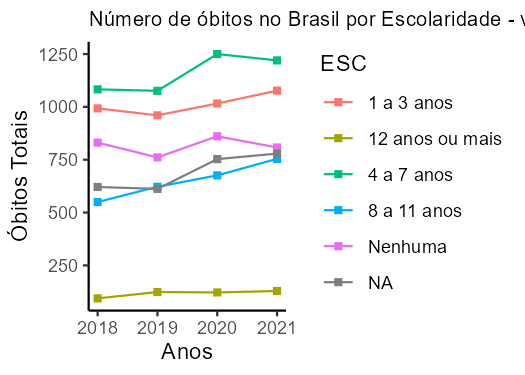 Número de óbitos no Brasil por Escolaridade - v
1250
1000
750
500
250
Óbitos Totais
2018 2019 2020 2021
Anos
ESC
1 a 3 anos
12 anos ou mais
4 a 7 anos
8 a 11 anos
Nenhuma
NA